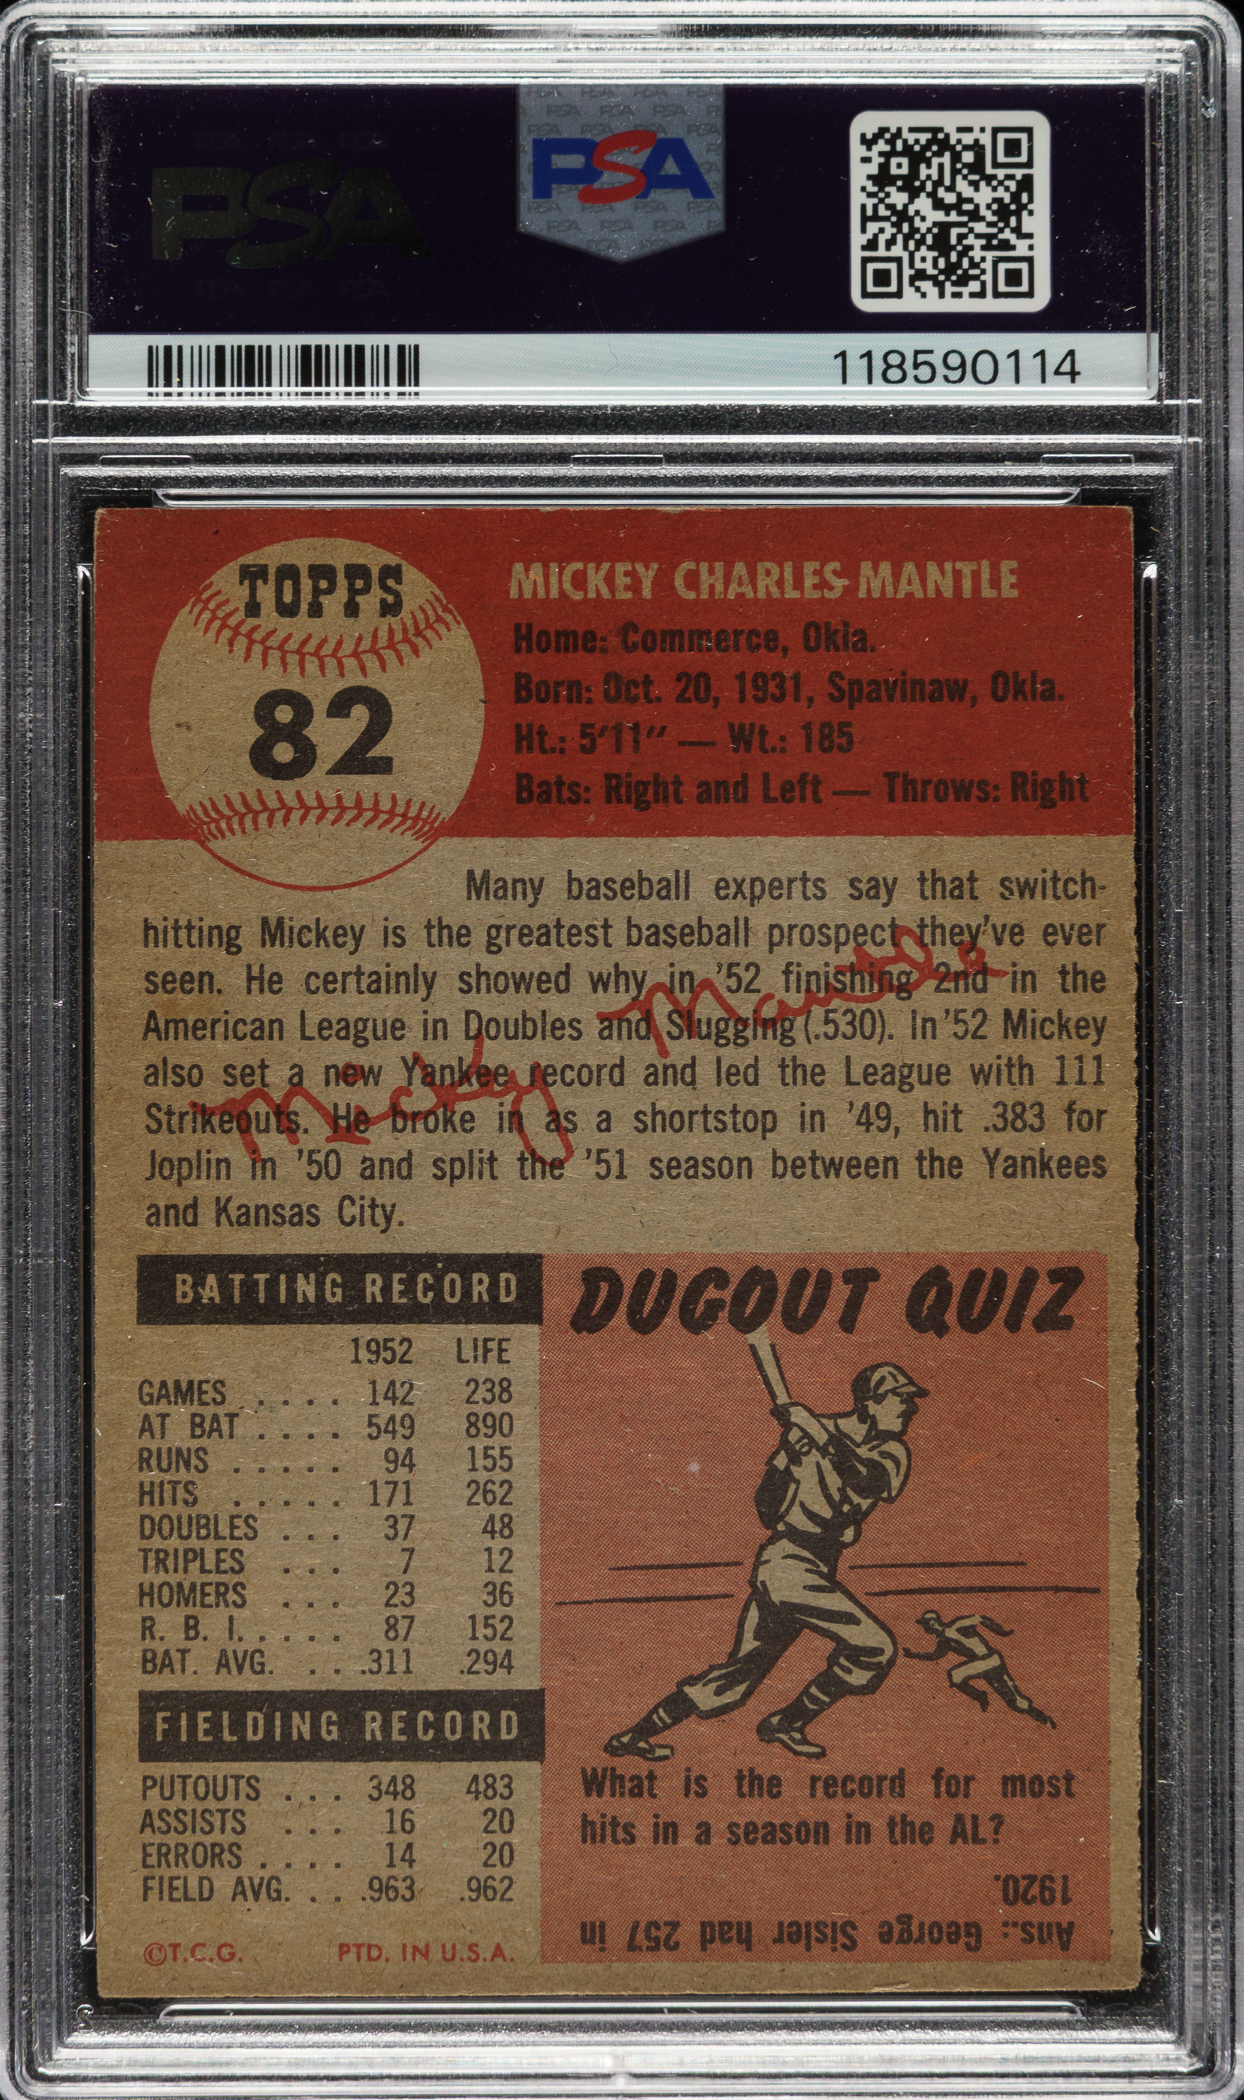 PSA
PSA
118590114
TOPPS
82
MICKEY CHARLES MANTLE
Home: Commerce, Okla.
Born: Oct. 20, 1931, Spavinaw, Okla.
Ht.: 5'11" — Wt.: 185
Bats: Right and Left — Throws: Right
Many baseball experts say that switch-
hitting Mickey is the greatest baseball prospect they've ever
seen. He certainly showed why in '52 finishing 2nd in the
American League in Doubles and Slugging (.530). In '52 Mickey
also set a new Yankee record and led the League with 111
Strikeouts. He broke in as a shortstop in '49, hit .383 for
Joplin in '50 and split the '51 season between the Yankees
and Kansas City.
Micky Mantle
BATTING RECORD
1952 LIFE
GAMES . . . . 142 238
AT BAT . . . . 549 890
RUNS . . . . . 94 155
HITS . . . . . 171 262
DOUBLES . . . 37 48
TRIPLES . . . 7 12
HOMERS . . . 23 36
R. B. I. . . . . 87 152
BAT. AVG. . . .311 .294
FIELDING RECORD
PUTOUTS . . . 348 483
ASSISTS . . . 16 20
ERRORS . . . . 14 20
FIELD AVG. . . .963 .962
©T.C.G. PTD. IN U.S.A.
DUGOUT QUIZ
What is the record for most
hits in a season in the AL?
Ans.: George Sisler had 257 in
1920.